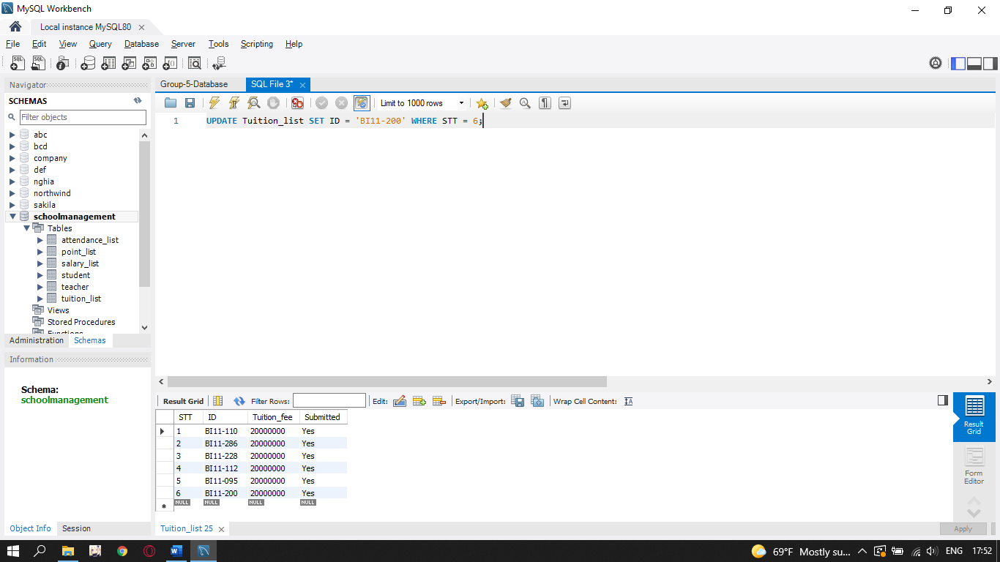 MySQL Workbench
Local instance MySQL80
File Edit View Query Database Server Tools Scripting Help
Navigator
SCHEMAS
Filter objects
abc
bcd
company
def
nghia
northwind
sakila
schoolmanagement
Tables
attendance_list
point_list
salary_list
student
teacher
tuition_list
Views
Stored Procedures
Functions
Administration Schemas
Information
Schema:
schoolmanagement
Object Info Session
Group-5-Database SQL File 3*
Limit to 1000 rows
1 UPDATE Tuition_list SET ID = 'BI11-200' WHERE STT = 6;
Result Grid Filter Rows: Edit: Export/Import: Wrap Cell Content:
STT ID Tuition_fee Submitted
1 BI11-110 20000000 Yes
2 BI11-286 20000000 Yes
3 BI11-228 20000000 Yes
4 BI11-112 20000000 Yes
5 BI11-095 20000000 Yes
6 BI11-200 20000000 Yes
NULL NULL NULL NULL
Result
Grid
Form
Editor
Tuition_list 25
Apply
69°F Mostly su... ENG 17:52